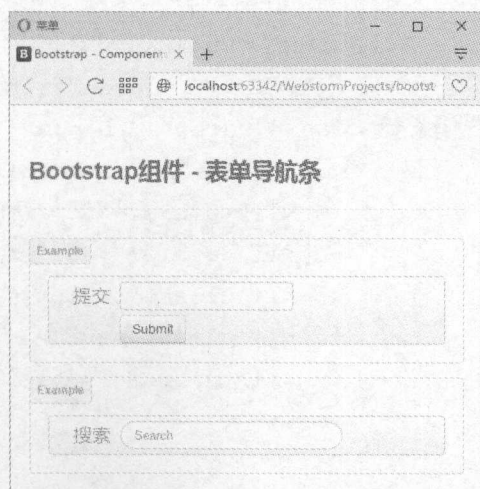 菜单
B Bootstrap - Component
localhost:63342/WebstormProjects/bootst
Bootstrap组件 - 表单导航条
Example
提交
Submit
Example
搜索 Search